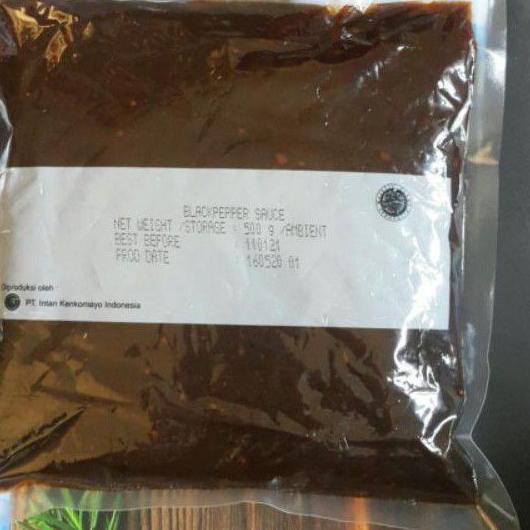 BLACKPEPPER SAUCE
NET WEIGHT /STORAGE : 500 g /AMBIENT
BEST BEFORE : 110121
PROD DATE : 160520 01
Diproduksi oleh :
PT. Intan Kenkomayo Indonesia